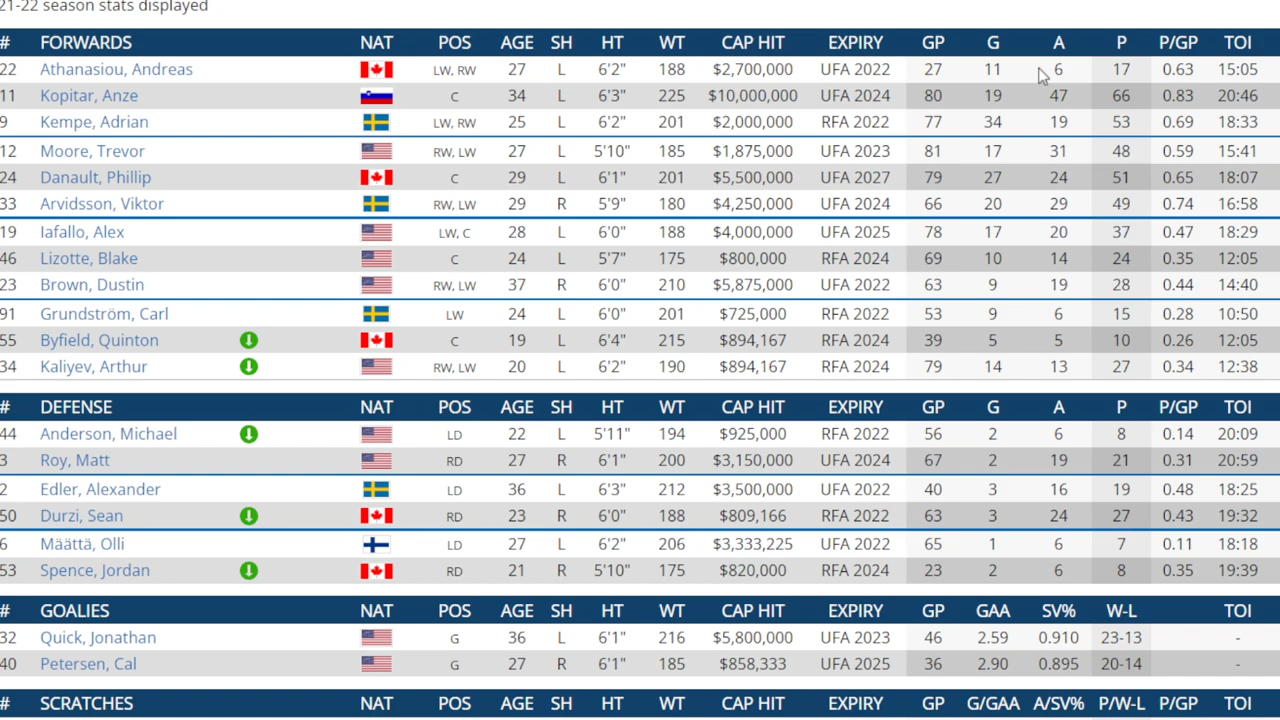 21-22 season stats displayed
# FORWARDS NAT POS AGE SH HT WT CAP HIT EXPIRY GP G A P P/GP TOI
22 Athanasiou, Andreas LW, RW 27 L 6'2" 188 $2,700,000 UFA 2022 27 11 6 17 0.63 15:05
11 Kopitar, Anze C 34 L 6'3" 225 $10,000,000 UFA 2024 80 19 47 66 0.83 20:46
9 Kempe, Adrian LW, RW 25 L 6'2" 201 $2,000,000 RFA 2022 77 34 19 53 0.69 18:33
12 Moore, Trevor RW, LW 27 L 5'10" 185 $1,875,000 UFA 2023 81 17 31 48 0.59 15:41
24 Danault, Phillip C 29 L 6'1" 201 $5,500,000 UFA 2027 79 27 24 51 0.65 18:07
33 Arvidsson, Viktor RW, LW 29 R 5'9" 180 $4,250,000 UFA 2024 66 20 29 49 0.74 16:58
19 Iafallo, Alex LW, C 28 L 6'0" 188 $4,000,000 UFA 2025 78 17 20 37 0.47 18:29
46 Lizotte, Blake C 24 L 5'7" 175 $800,000 RFA 2022 69 10 14 24 0.35 12:05
23 Brown, Dustin RW, LW 37 R 6'0" 210 $5,875,000 UFA 2022 63 9 19 28 0.44 14:40
91 Grundström, Carl LW 24 L 6'0" 201 $725,000 RFA 2022 53 9 6 15 0.28 10:50
55 Byfield, Quinton C 19 L 6'4" 215 $894,167 RFA 2024 39 5 5 10 0.26 12:05
34 Kaliyev, Arthur RW, LW 20 L 6'2" 190 $894,167 RFA 2024 79 14 13 27 0.34 12:38
# DEFENSE NAT POS AGE SH HT WT CAP HIT EXPIRY GP G A P P/GP TOI
44 Anderson, Michael LD 22 L 5'11" 194 $925,000 RFA 2022 56 2 6 8 0.14 20:09
3 Roy, Matt RD 27 R 6'1" 200 $3,150,000 UFA 2024 67 2 19 21 0.31 20:59
2 Edler, Alexander LD 36 L 6'3" 212 $3,500,000 UFA 2022 40 3 16 19 0.48 18:25
50 Durzi, Sean RD 23 R 6'0" 188 $809,166 RFA 2022 63 3 24 27 0.43 19:32
6 Määttä, Olli LD 27 L 6'2" 206 $3,333,225 UFA 2022 65 1 6 7 0.11 18:18
53 Spence, Jordan RD 21 R 5'10" 175 $820,000 RFA 2024 23 2 6 8 0.35 19:39
# GOALIES NAT POS AGE SH HT WT CAP HIT EXPIRY GP GAA SV% W-L TOI
32 Quick, Jonathan G 36 L 6'1" 216 $5,800,000 UFA 2023 46 2.59 0.910 23-13 -
40 Petersen, Cal G 27 R 6'1" 185 $858,333 UFA 2025 36 2.90 0.895 20-14 -
# SCRATCHES NAT POS AGE SH HT WT CAP HIT EXPIRY GP G/GAA A/SV% P/W-L P/GP TOI